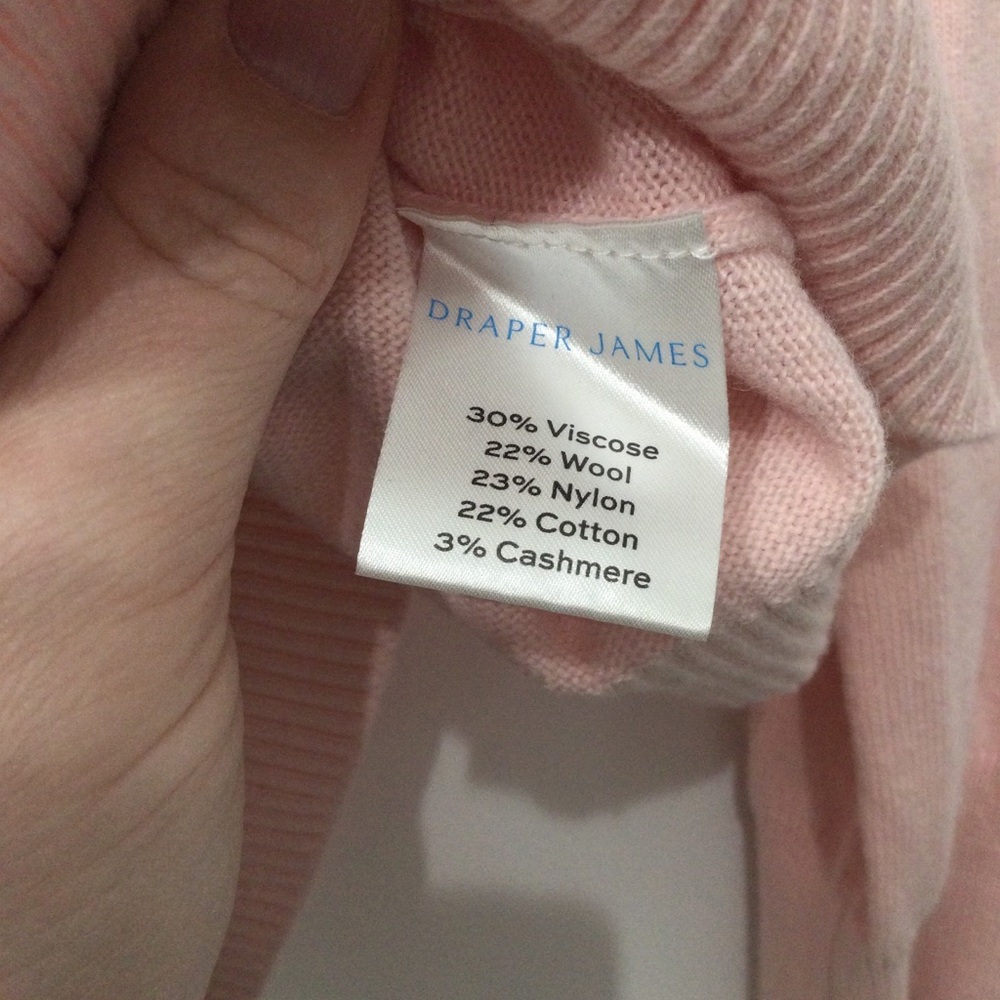 DRAPER JAMES
30% Viscose
22% Wool
23% Nylon
22% Cotton
3% Cashmere